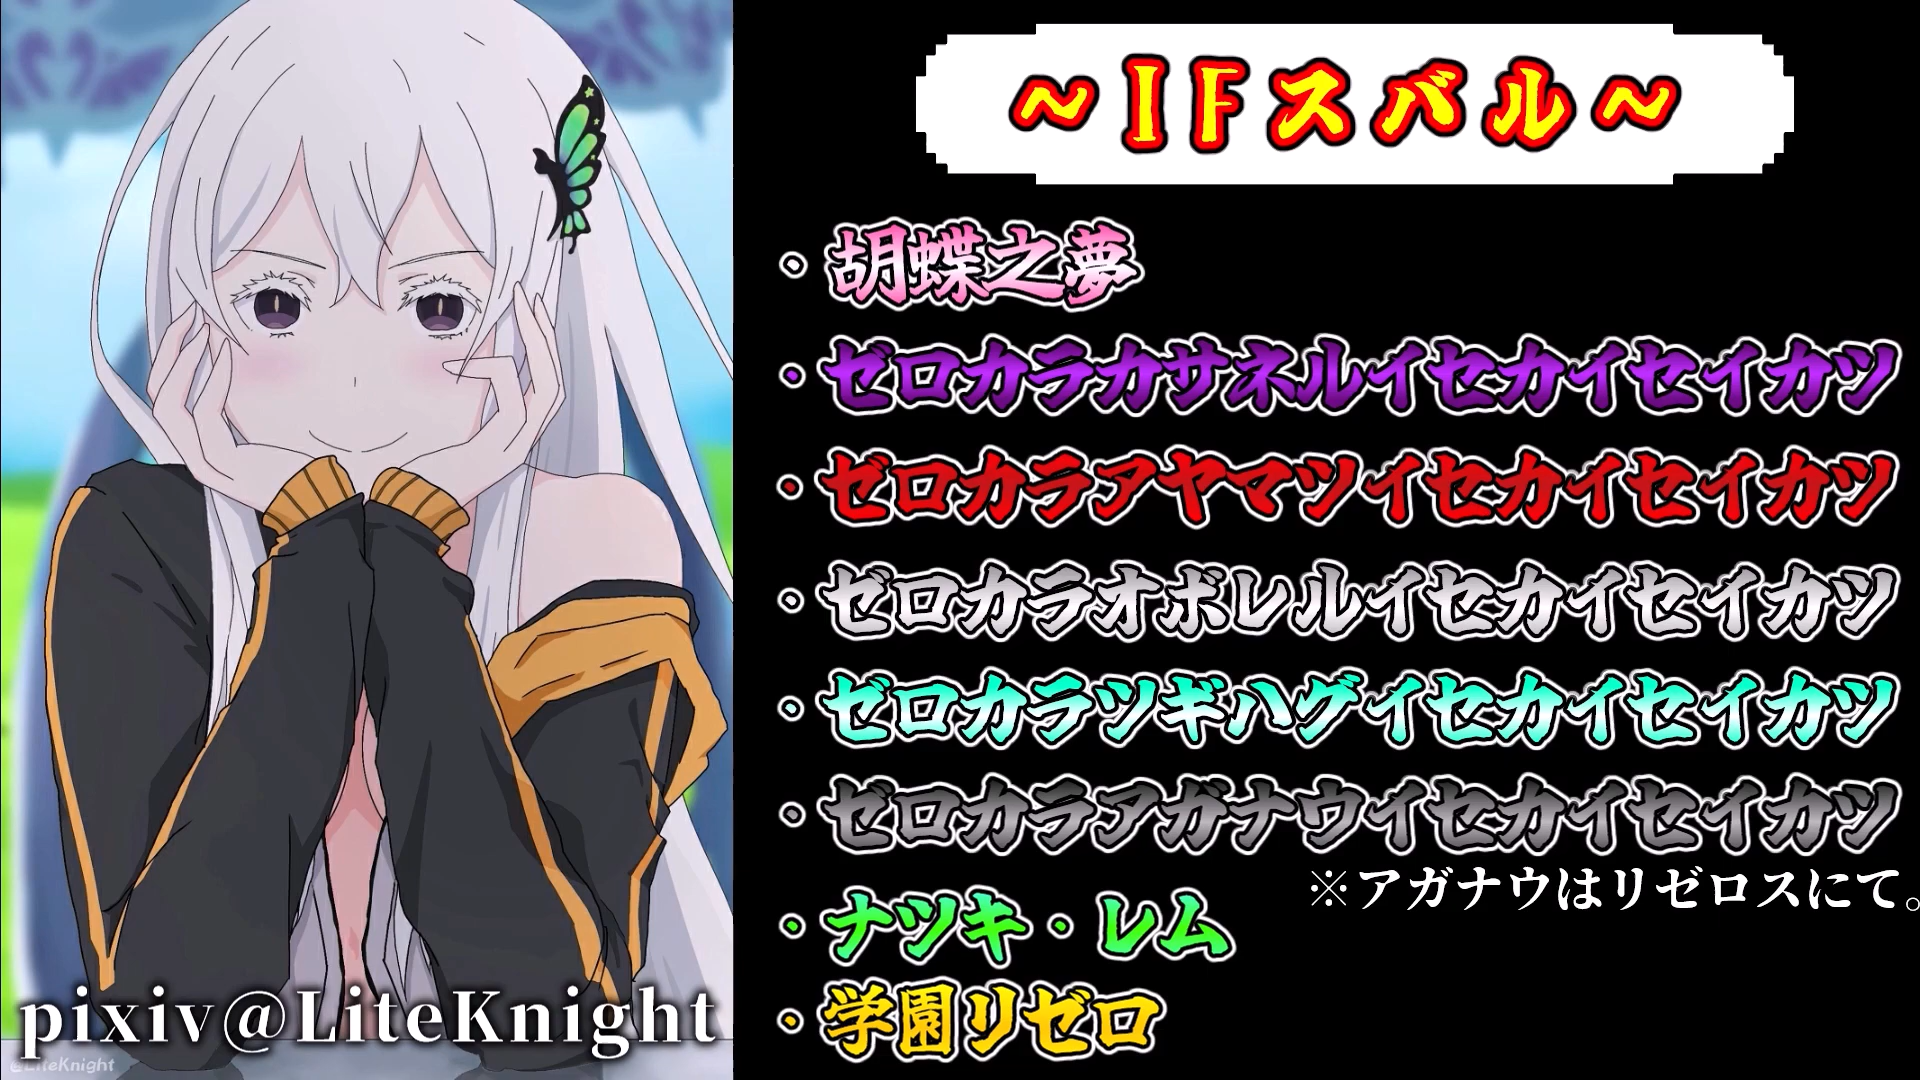 ~IFスバル~
・胡蝶之夢
・ゼロカラカサネルイセカイセイカツ
・ゼロカラアヤマツイセカイセイカツ
・ゼロカラオボレルイセカイセイカツ
・ゼロカラツギハグイセカイセイカツ
・ゼロカラアガナウイセカイセイカツ
※アガナウはリゼロスにて。
・ナツキ・レム
・学園リゼロ
pixiv@LiteKnight
@LiteKnight